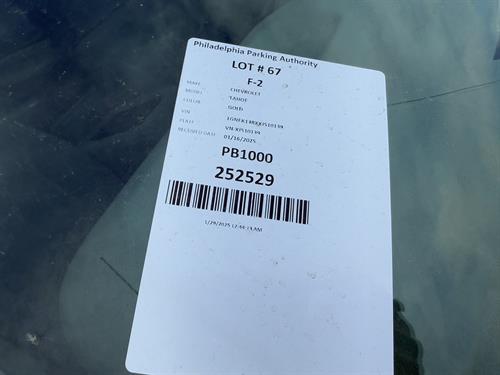 Philadelphia Parking Authority
LOT # 67
F-2
MAKE CHEVROLET
MODEL TAHOE
COLOR GOLD
VIN
PLATE
RECEIVED DATE 01/16/2025
PB1000
252529
1/29/2025 12:44:14 AM